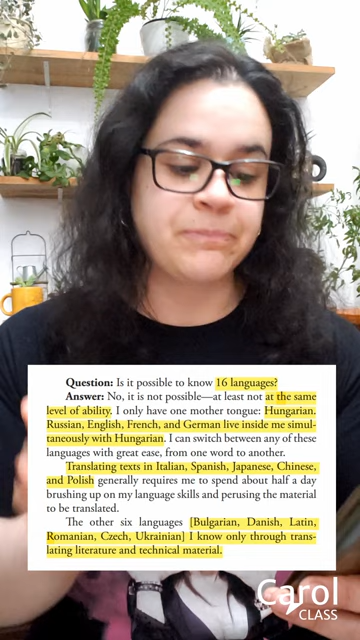 Question: Is it possible to know 16 languages?
Answer: No, it is not possible—at least not at the same
level of ability. I only have one mother tongue: Hungarian.
Russian, English, French, and German live inside me simul-
taneously with Hungarian. I can switch between any of these
languages with great ease, from one word to another.
Translating texts in Italian, Spanish, Japanese, Chinese,
and Polish generally requires me to spend about half a day
brushing up on my language skills and perusing the material
to be translated.
The other six languages [Bulgarian, Danish, Latin,
Romanian, Czech, Ukrainian] I know only through trans-
lating literature and technical material.
Carol
CLASS